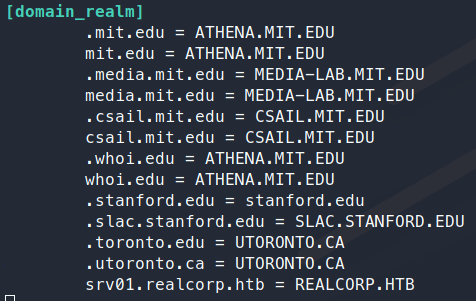 [domain_realm]
.mit.edu = ATHENA.MIT.EDU
mit.edu = ATHENA.MIT.EDU
.media.mit.edu = MEDIA-LAB.MIT.EDU
media.mit.edu = MEDIA-LAB.MIT.EDU
.csail.mit.edu = CSAIL.MIT.EDU
csail.mit.edu = CSAIL.MIT.EDU
.whoi.edu = ATHENA.MIT.EDU
whoi.edu = ATHENA.MIT.EDU
.stanford.edu = stanford.edu
.slac.stanford.edu = SLAC.STANFORD.EDU
.toronto.edu = UTORONTO.CA
.utoronto.ca = UTORONTO.CA
srv01.realcorp.htb = REALCORP.HTB